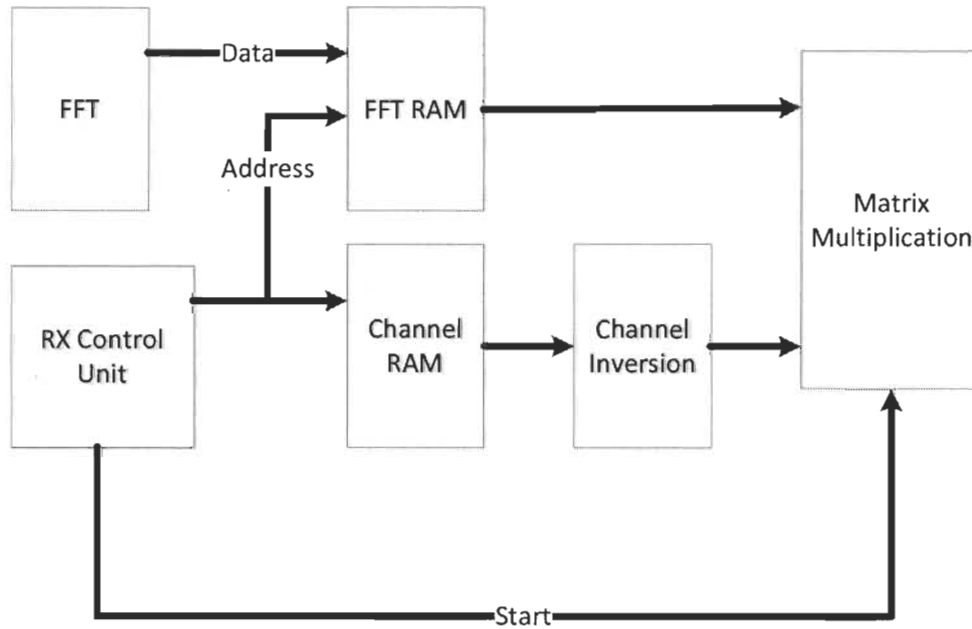 FFT
Data
FFT RAM
Address
Matrix
Multiplication
RX Control
Unit
Channel
RAM
Channel
Inversion
Start